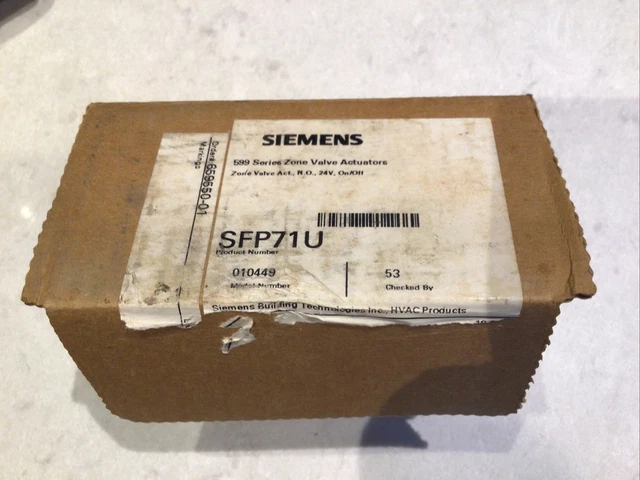 SIEMENS
599 Series Zone Valve Actuators
Zone Valve Act., N.O., 24V, On/Off
SFP71U
Product Number
010449
Model Number
53
Checked By
Siemens Building Technologies Inc., HVAC Products
Order# 659650-01
Markings: